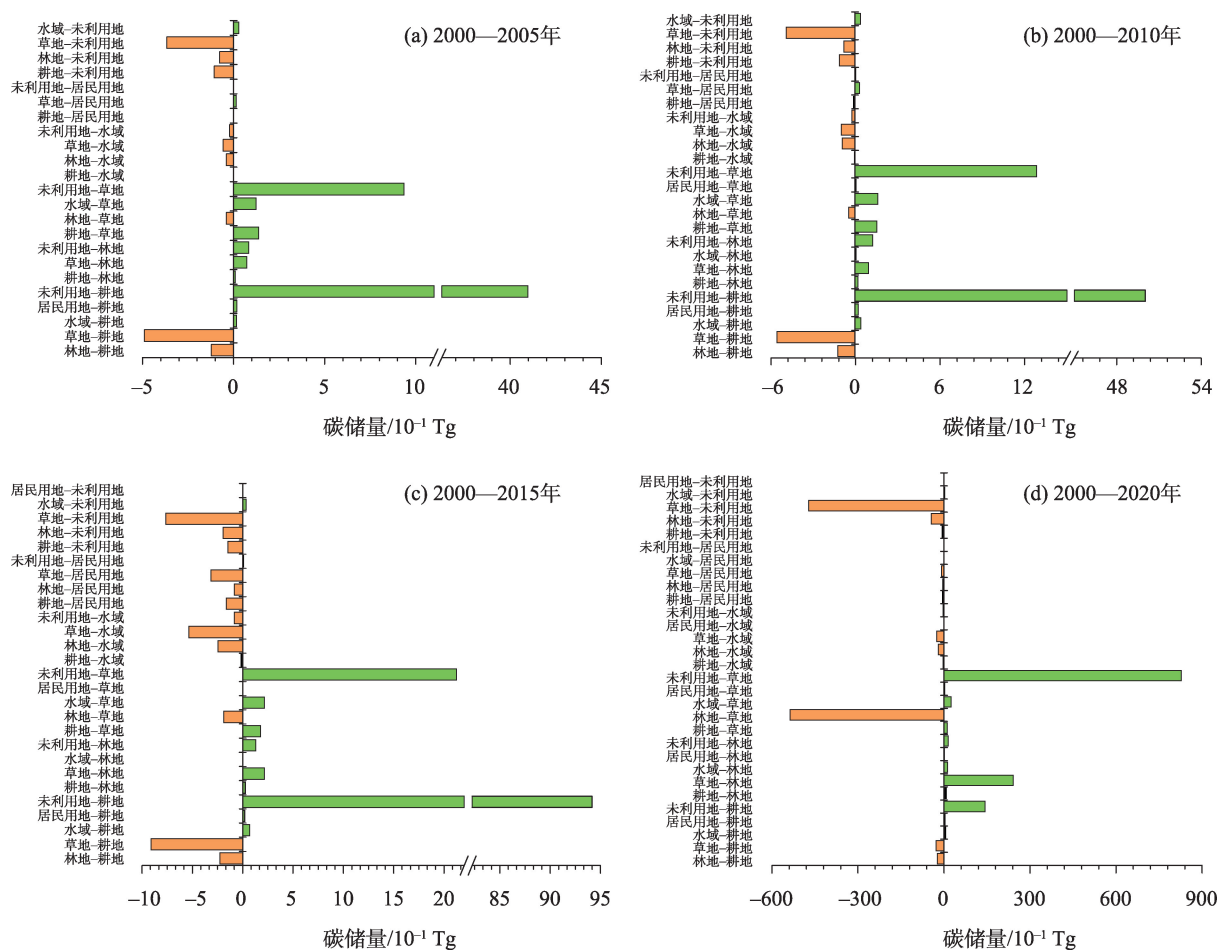 (a) 2000—2005年
水域–未利用地
草地–未利用地
林地–未利用地
耕地–未利用地
未利用地–居民用地
草地–居民用地
耕地–居民用地
未利用地–水域
草地–水域
林地–水域
耕地–水域
未利用地–草地
水域–草地
林地–草地
耕地–草地
未利用地–林地
草地–林地
耕地–林地
未利用地–耕地
居民用地–耕地
水域–耕地
草地–耕地
林地–耕地
–5 0 5 10 40 45
碳储量/10⁻¹ Tg
(b) 2000—2010年
水域–未利用地
草地–未利用地
林地–未利用地
耕地–未利用地
未利用地–居民用地
草地–居民用地
耕地–居民用地
未利用地–水域
草地–水域
林地–水域
耕地–水域
未利用地–草地
居民用地–草地
水域–草地
林地–草地
耕地–草地
未利用地–林地
水域–林地
草地–林地
耕地–林地
未利用地–耕地
居民用地–耕地
水域–耕地
草地–耕地
林地–耕地
–6 0 6 12 48 54
碳储量/10⁻¹ Tg
(c) 2000—2015年
居民用地–未利用地
水域–未利用地
草地–未利用地
林地–未利用地
耕地–未利用地
未利用地–居民用地
草地–居民用地
林地–居民用地
耕地–居民用地
未利用地–水域
草地–水域
林地–水域
耕地–水域
未利用地–草地
居民用地–草地
水域–草地
林地–草地
耕地–草地
未利用地–林地
水域–林地
草地–林地
耕地–林地
未利用地–耕地
居民用地–耕地
水域–耕地
草地–耕地
林地–耕地
–10 –5 0 5 10 15 20 85 90 95
碳储量/10⁻¹ Tg
(d) 2000—2020年
居民用地–未利用地
水域–未利用地
草地–未利用地
林地–未利用地
耕地–未利用地
未利用地–居民用地
水域–居民用地
草地–居民用地
林地–居民用地
耕地–居民用地
未利用地–水域
居民用地–水域
草地–水域
林地–水域
耕地–水域
未利用地–草地
居民用地–草地
水域–草地
林地–草地
耕地–草地
未利用地–林地
居民用地–林地
水域–林地
草地–林地
耕地–林地
未利用地–耕地
居民用地–耕地
水域–耕地
草地–耕地
林地–耕地
–600 –300 0 300 600 900
碳储量/10⁻¹ Tg